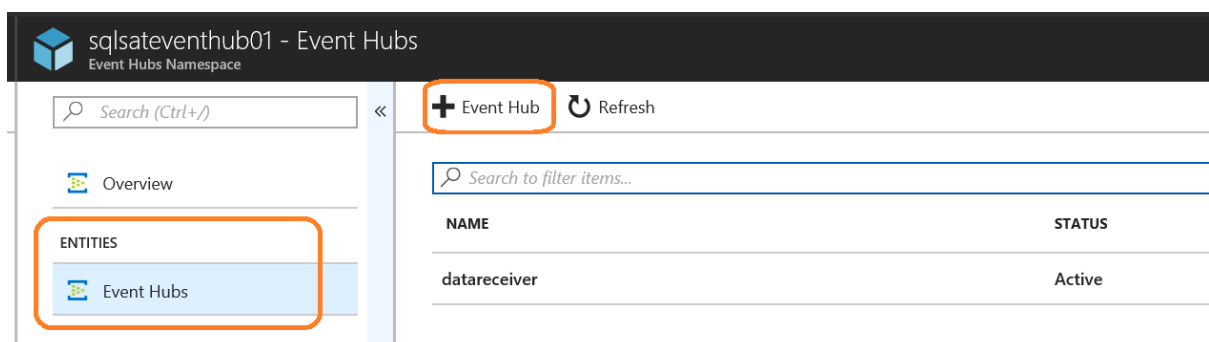 sqlsateventhub01 - Event Hubs
Event Hubs Namespace
Search (Ctrl+/)
«
Overview
ENTITIES
Event Hubs
+ Event Hub
Refresh
Search to filter items...
NAME STATUS
datareceiver Active